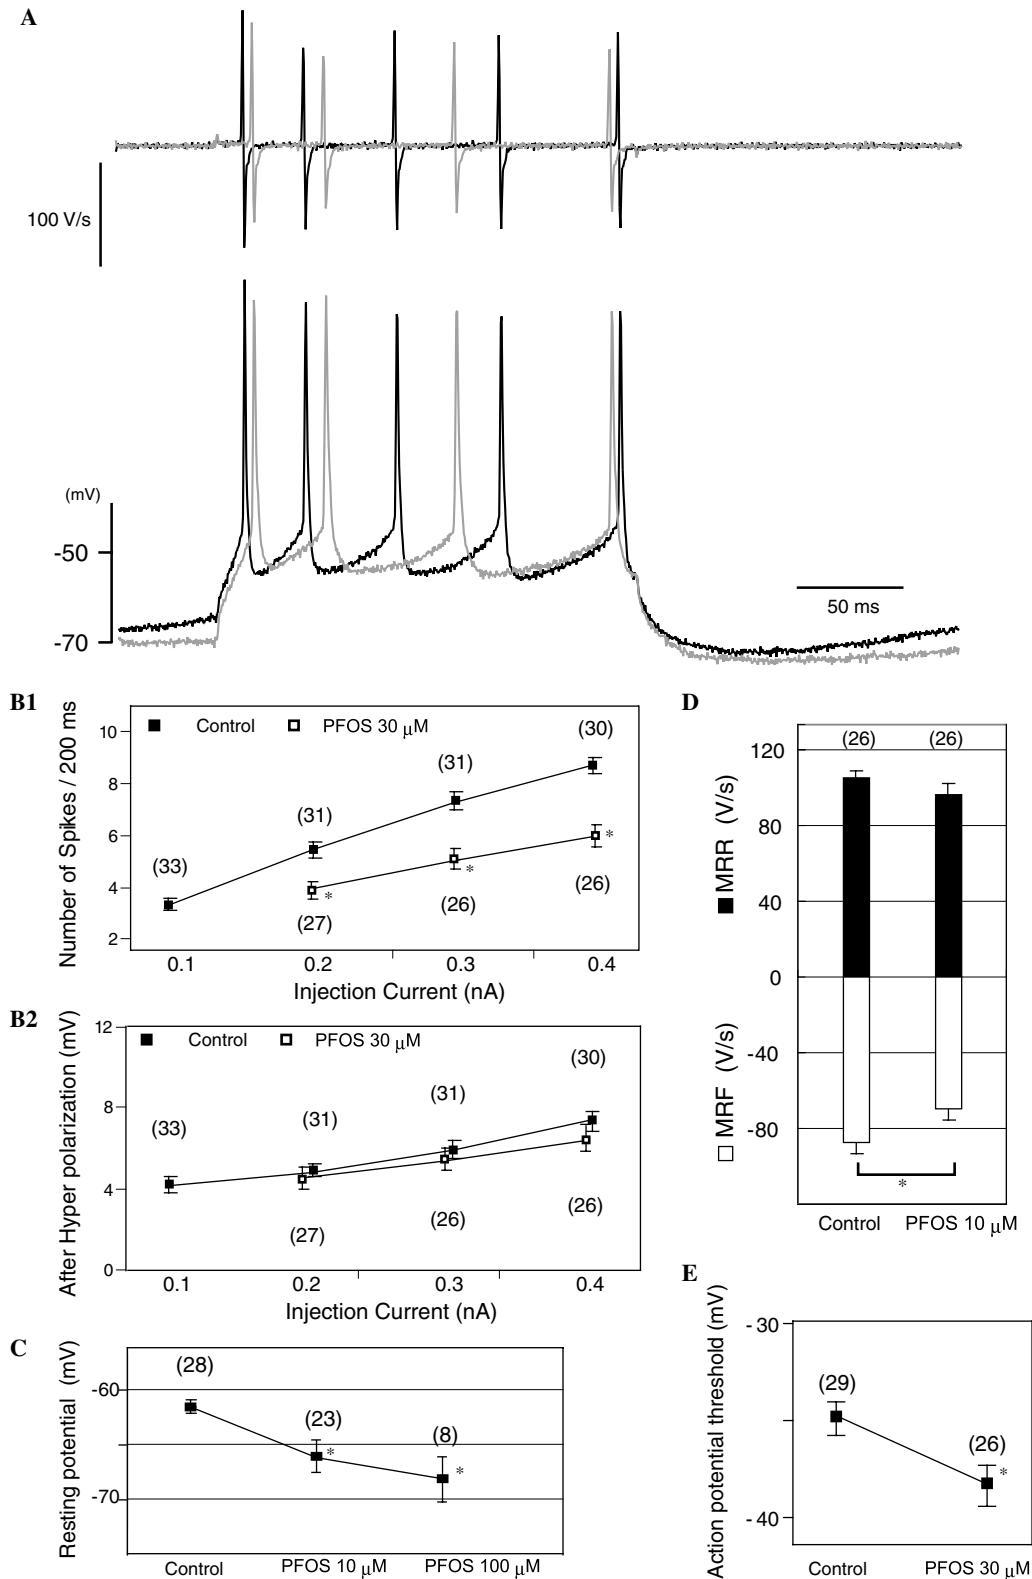 A
100 V/s
(mV)
-50
-70
50 ms
B1
Number of Spikes / 200 ms
Control
PFOS 30 μM
10
8
6
4
2
(33)
(31)
(31)
(30)
*
*
*
(27)
(26)
(26)
0.1
0.2
0.3
0.4
Injection Current (nA)
B2
After Hyper polarization (mV)
Control
PFOS 30 μM
12
8
4
0
(33)
(31)
(31)
(30)
(27)
(26)
(26)
0.1
0.2
0.3
0.4
Injection Current (nA)
C
Resting potential (mV)
-60
-70
(28)
(23)
(8)
*
*
Control
PFOS 10 μM
PFOS 100 μM
D
MRR (V/s)
MRF (V/s)
120
80
40
0
-40
-80
(26)
(26)
*
Control
PFOS 10 μM
E
Action potential threshold (mV)
- 30
- 40
(29)
(26)
*
Control
PFOS 30 μM